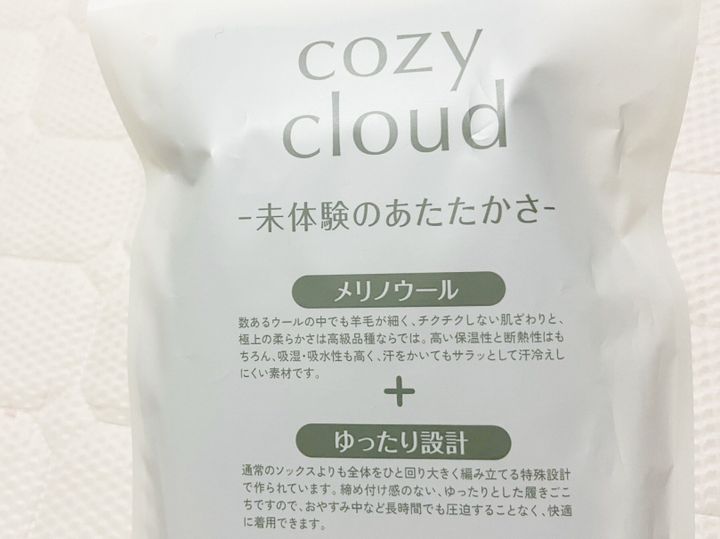 cozy
cloud
-未体験のあたたかさ-
メリノウール
数あるウールの中でも羊毛が細く、チクチクしない肌ざわりと、
極上の柔らかさは高級品種ならでは。高い保温性と断熱性はも
ちろん、吸湿・吸水性も高く、汗をかいてもサラッとして汗冷えし
にくい素材です。
+
ゆったり設計
通常のソックスよりも全体をひと回り大きく編み立てる特殊設計
で作られています。締め付け感のない、ゆったりとした履きごこ
ちですので、おやすみ中など長時間でも圧迫することなく、快適
に着用できます。